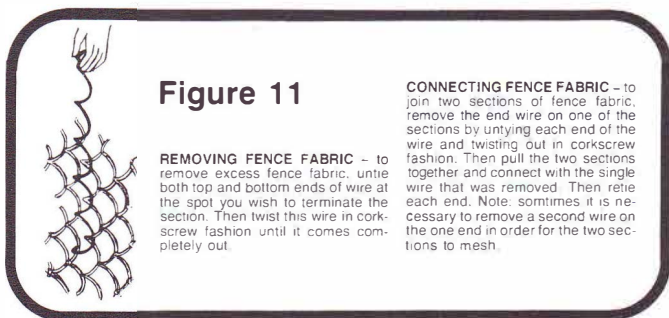 Figure 11
REMOVING FENCE FABRIC – to
remove excess fence fabric, untie
both top and bottom ends of wire at
the spot you wish to terminate the
section. Then twist this wire in cork-
screw fashion until it comes com-
pletely out.
CONNECTING FENCE FABRIC – to
join two sections of fence fabric,
remove the end wire on one of the
sections by untying each end of the
wire and twisting out in corkscrew
fashion. Then pull the two sections
together and connect with the single
wire that was removed. Then retie
each end. Note: somtimes it is ne-
cessary to remove a second wire on
the one end in order for the two sec-
tions to mesh.